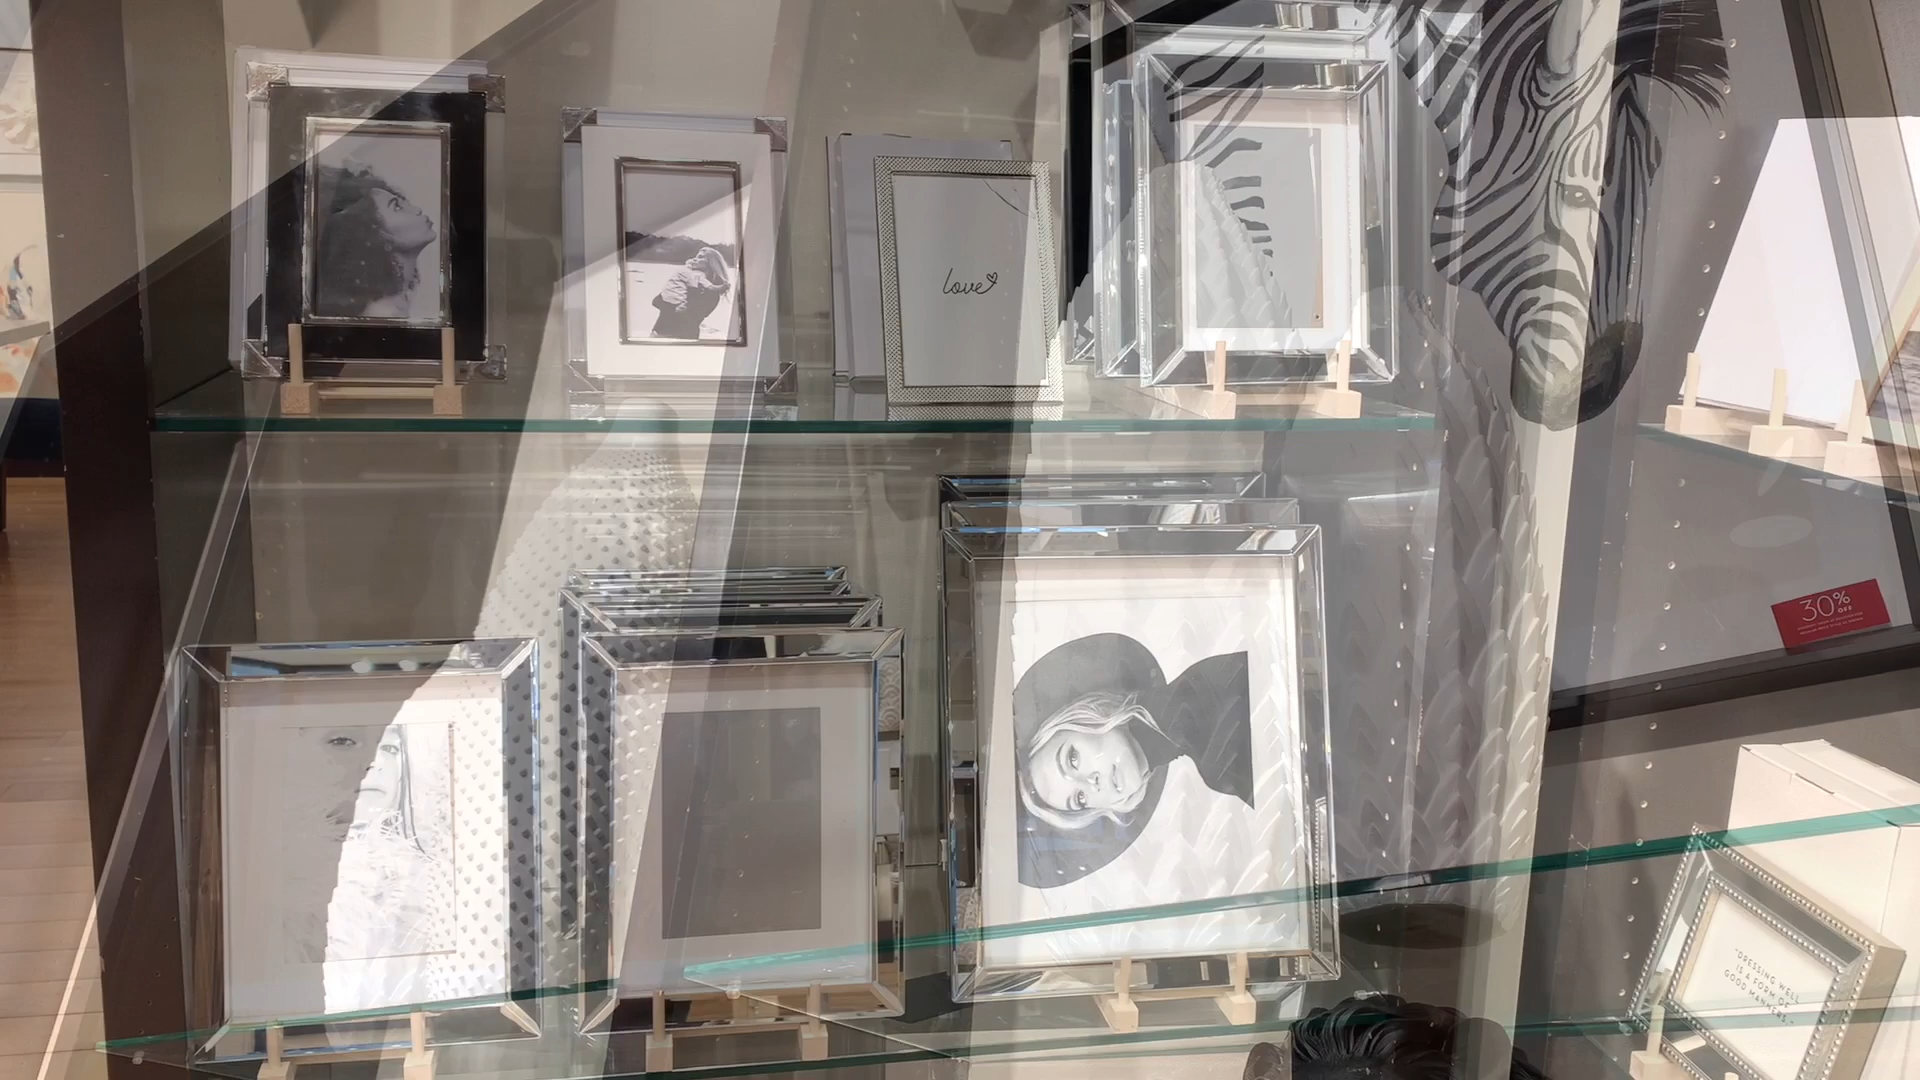 love
30%
OFF
"DRESSING WELL
IS A FORM OF
GOOD MANNERS."